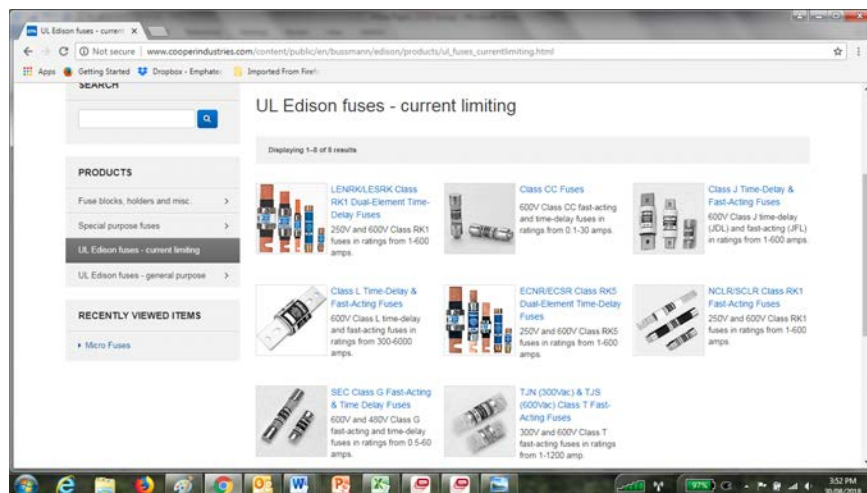 UL Edison fuses - current
Not secure | www.cooperindustries.com/content/public/en/bussmann/edison/products/ul_fuses_currentlimiting.html
Apps Getting Started Dropbox - Emphatec Imported From Firef
SEARCH
PRODUCTS
Fuse blocks, holders and misc.
Special purpose fuses
UL Edison fuses - current limiting
UL Edison fuses - general purpose
RECENTLY VIEWED ITEMS
Micro Fuses
UL Edison fuses - current limiting
Displaying 1-8 of 8 results
LENRK/LESRK Class
RK1 Dual-Element Time-
Delay Fuses
250V and 600V Class RK1
fuses in ratings from 1-600
amps.
Class CC Fuses
600V Class CC fast-acting
and time-delay fuses in
ratings from 0.1-30 amps.
Class J Time-Delay &
Fast-Acting Fuses
600V Class J time-delay
(JDL) and fast-acting (JFL)
in ratings from 1-600 amps.
Class L Time-Delay &
Fast-Acting Fuses
600V Class L time-delay
and fast-acting fuses in
ratings from 300-6000
amps.
ECNR/ECSR Class RK5
Dual-Element Time-Delay
Fuses
250V and 600V Class RK5
fuses in ratings from 1-600
amps.
NCLR/SCLR Class RK1
Fast-Acting Fuses
250V and 600V Class RK1
fuses in ratings from 1-600
amps.
SEC Class G Fast-Acting
& Time Delay Fuses
600V and 480V Class G
fast-acting and time-delay
fuses in ratings from 0.5-60
amps.
TJN (300Vac) & TJS
(600Vac) Class T Fast-
Acting Fuses
300V and 600V Class T
fast-acting fuses in ratings
from 1-1200 amp.
97%
3:52 PM